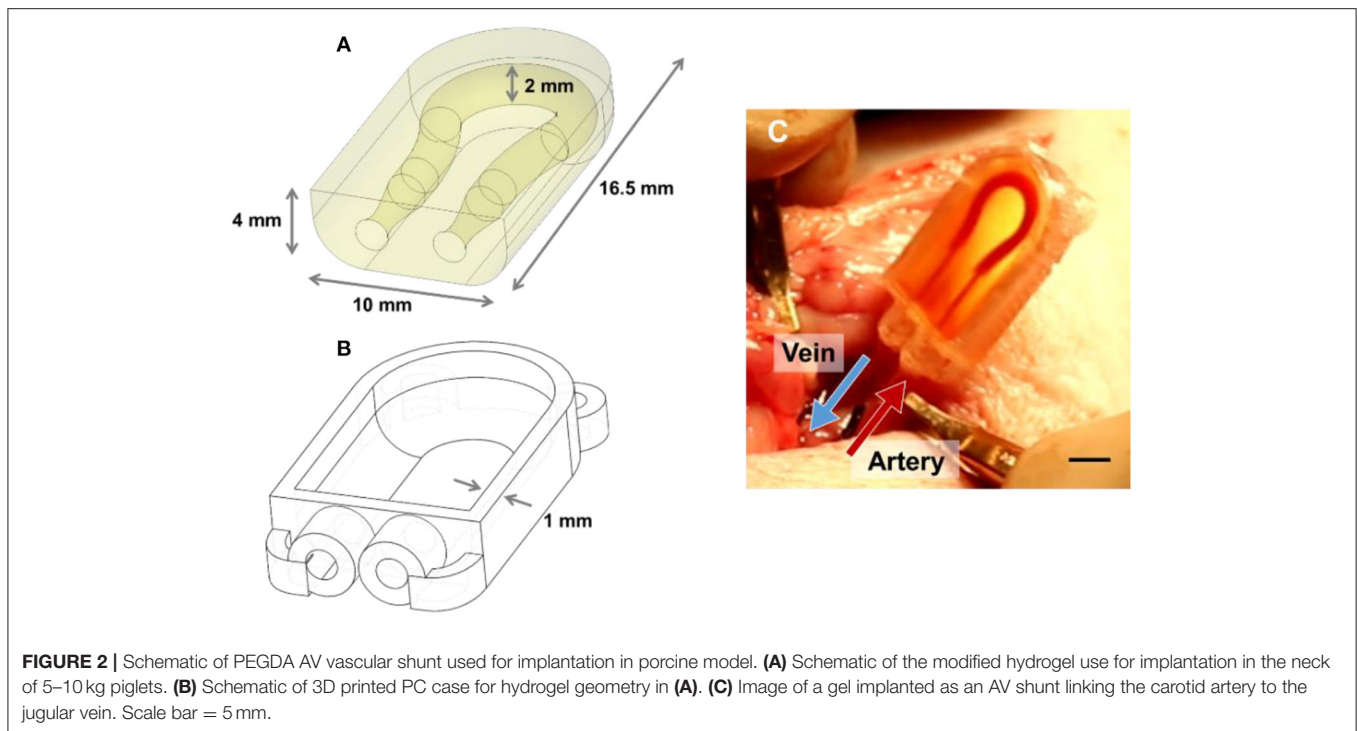 A
2 mm
16.5 mm
4 mm
10 mm
B
1 mm
C
Vein
Artery
FIGURE 2 | Schematic of PEGDA AV vascular shunt used for implantation in porcine model. (A) Schematic of the modified hydrogel use for implantation in the neck
of 5–10 kg piglets. (B) Schematic of 3D printed PC case for hydrogel geometry in (A). (C) Image of a gel implanted as an AV shunt linking the carotid artery to the
jugular vein. Scale bar = 5 mm.